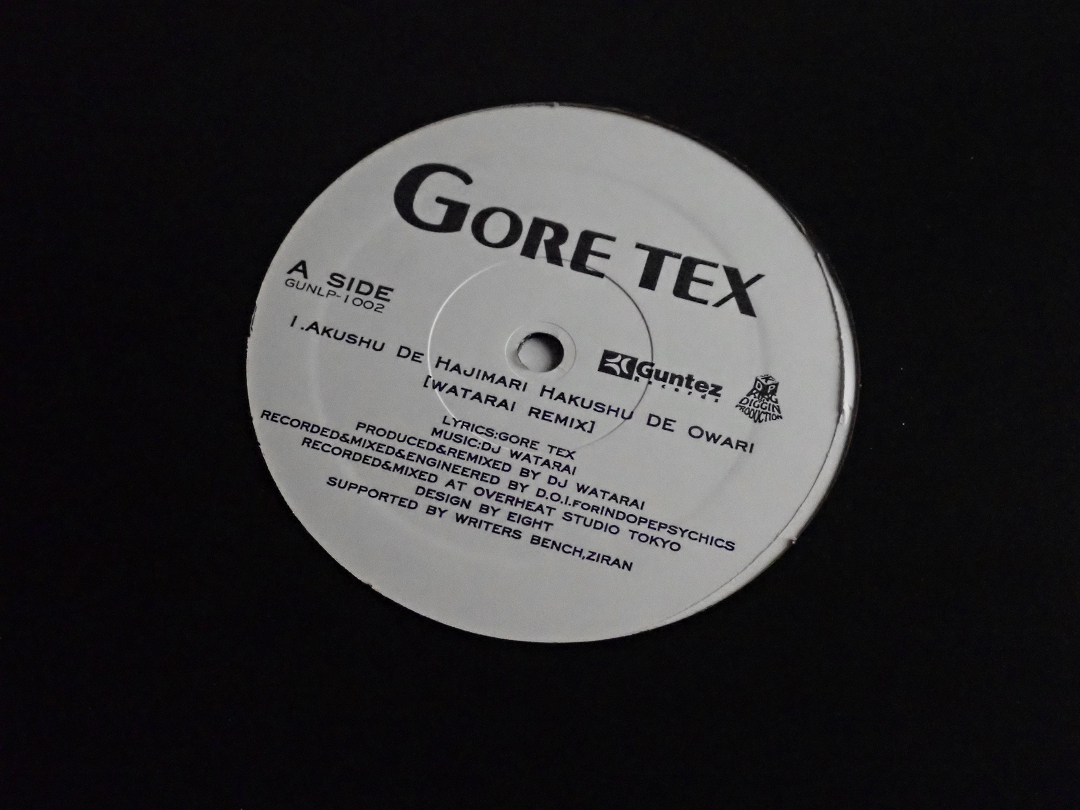 GORE TEX
A SIDE
GUNLP-1002
1.AKUSHU DE HAJIMARI HAKUSHU DE OWARI
[WATARAI REMIX]
Guntez
RECORDS
KING
DIGGIN
PRODUCTION
LYRICS:GORE TEX
MUSIC:DJ WATARAI
PRODUCED&REMIXED BY DJ WATARAI
RECORDED&MIXED&ENGINEERED BY D.O.I.FORINDOPEPSYCHICS
RECORDED&MIXED AT OVERHEAT STUDIO TOKYO
DESIGN BY EIGHT
SUPPORTED BY WRITERS BENCH,ZIRAN